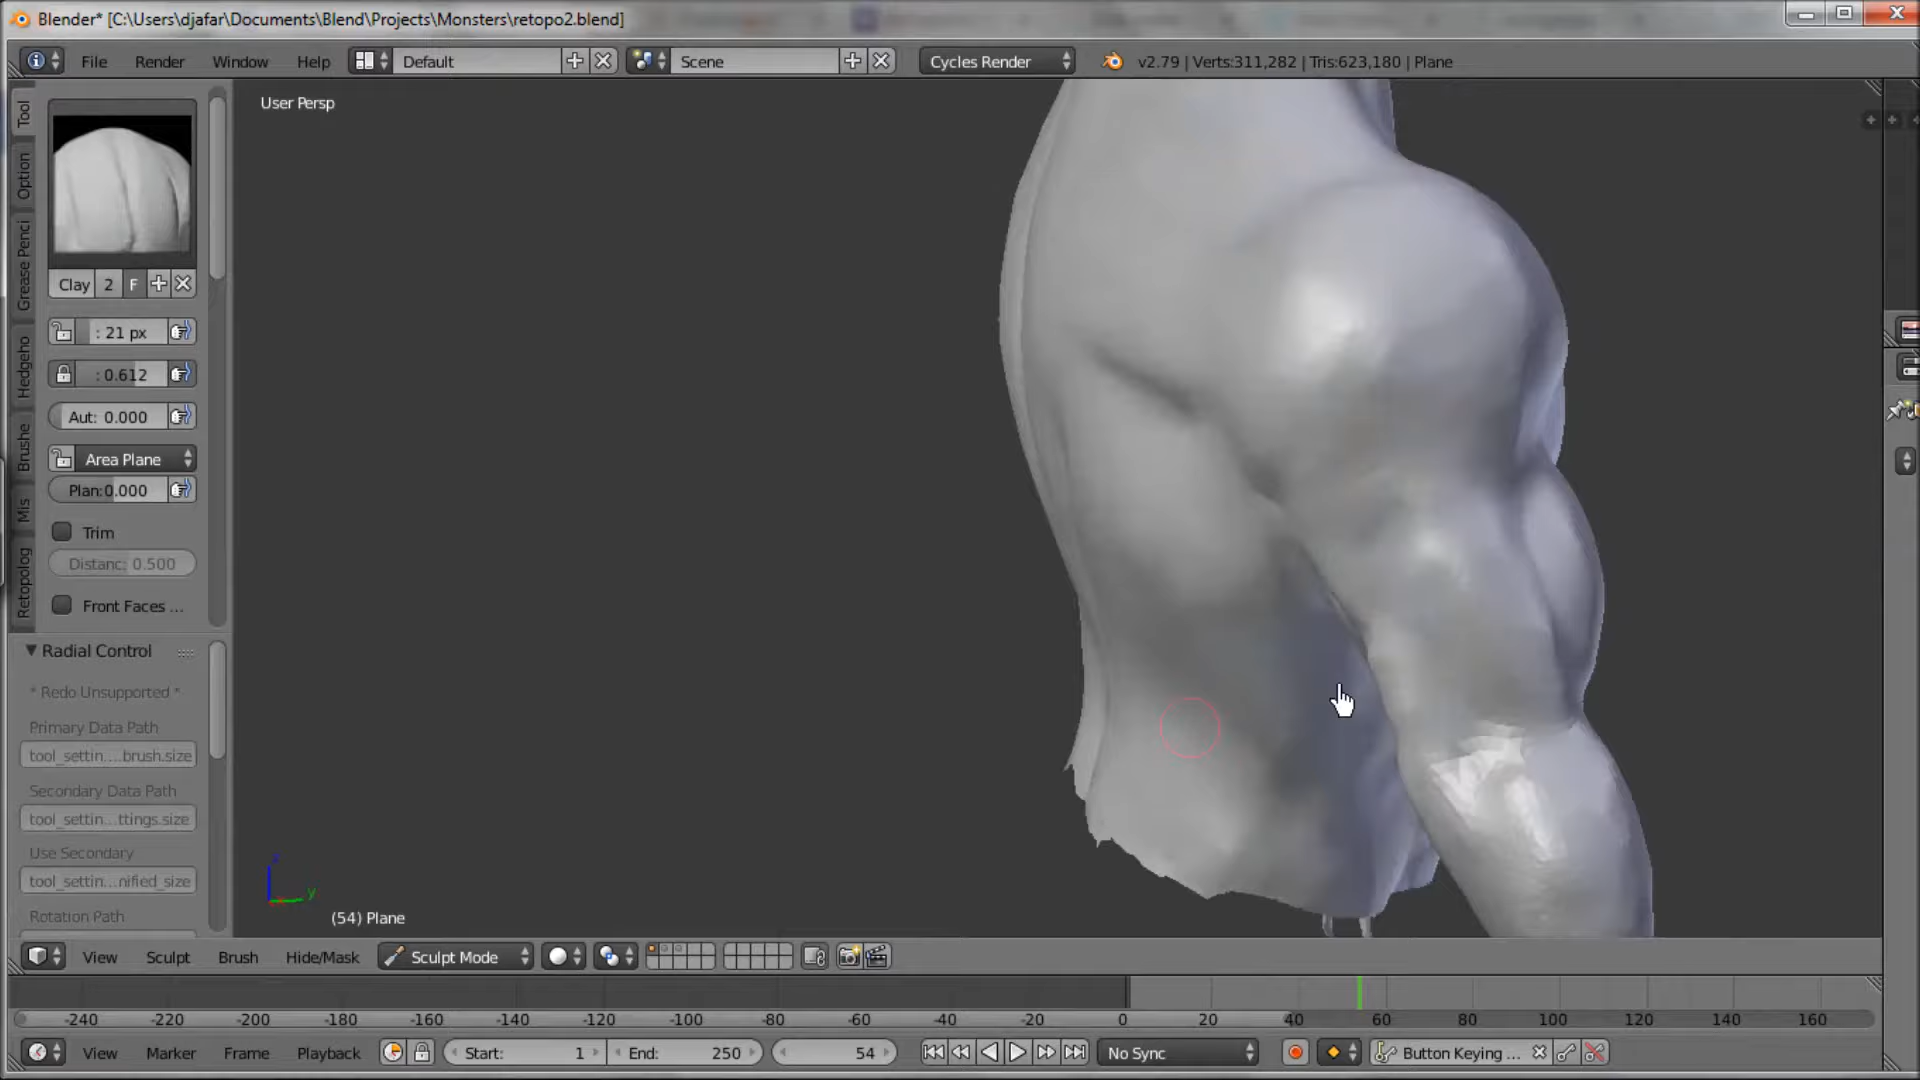 Blender* [C:\Users\djafar\Documents\Blend\Projects\Monsters\retopo2.blend]
File Render Window Help Default Scene Cycles Render v2.79 | Verts:311,282 | Tris:623,180 | Plane
User Persp
Tool
Option
Grease Penci
Hedgeho
Brushe
Mis
Retopolog
Clay 2 F
: 21 px
: 0.612
Aut: 0.000
Area Plane
Plan:0.000
Trim
Distanc: 0.500
Front Faces ...
Radial Control
* Redo Unsupported *
Primary Data Path
tool_settin....brush.size
Secondary Data Path
tool_settin...ttings.size
Use Secondary
tool_settin...nified_size
Rotation Path
y
(54) Plane
View Sculpt Brush Hide/Mask Sculpt Mode
-240 -220 -200 -180 -160 -140 -120 -100 -80 -60 -40 -20 0 20 40 60 80 100 120 140 160
View Marker Frame Playback Start: 1 End: 250 54 No Sync Button Keying ...